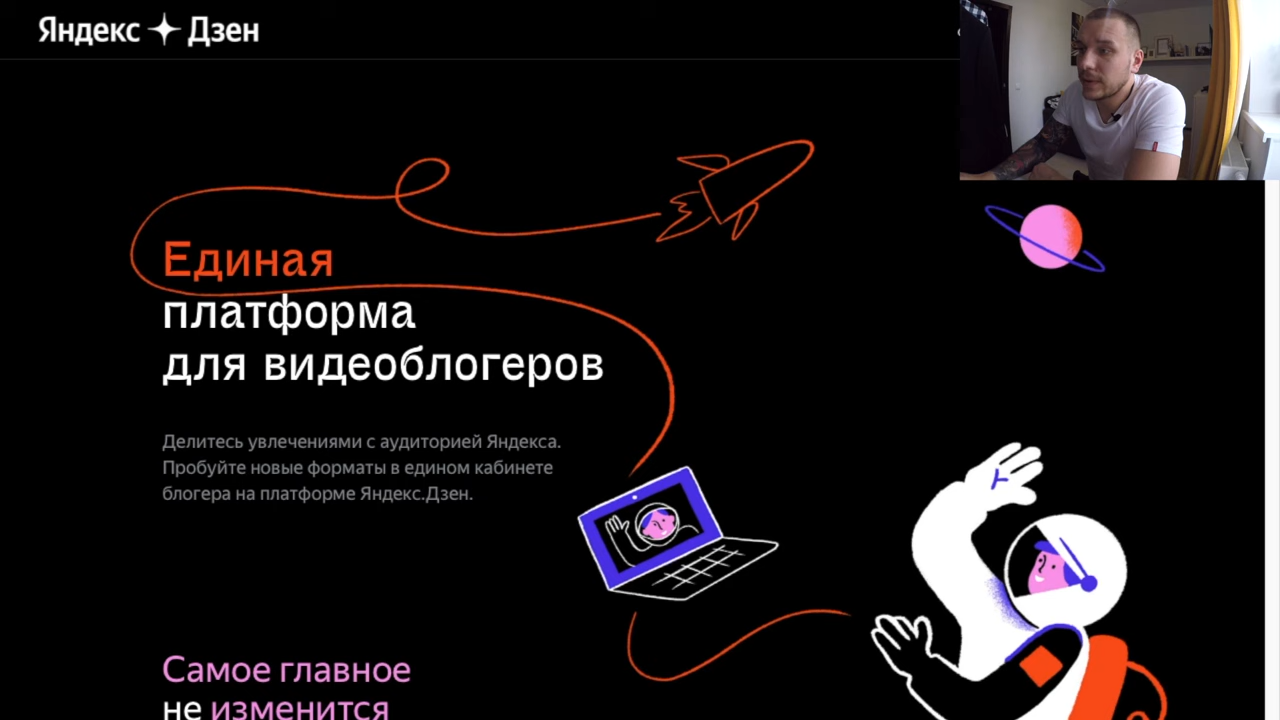 Яндекс Дзен
Единая
платформа
для видеоблогеров
Делитесь увлечениями с аудиторией Яндекса.
Пробуйте новые форматы в едином кабинете
блогера на платформе Яндекс.Дзен.
Самое главное
не изменится